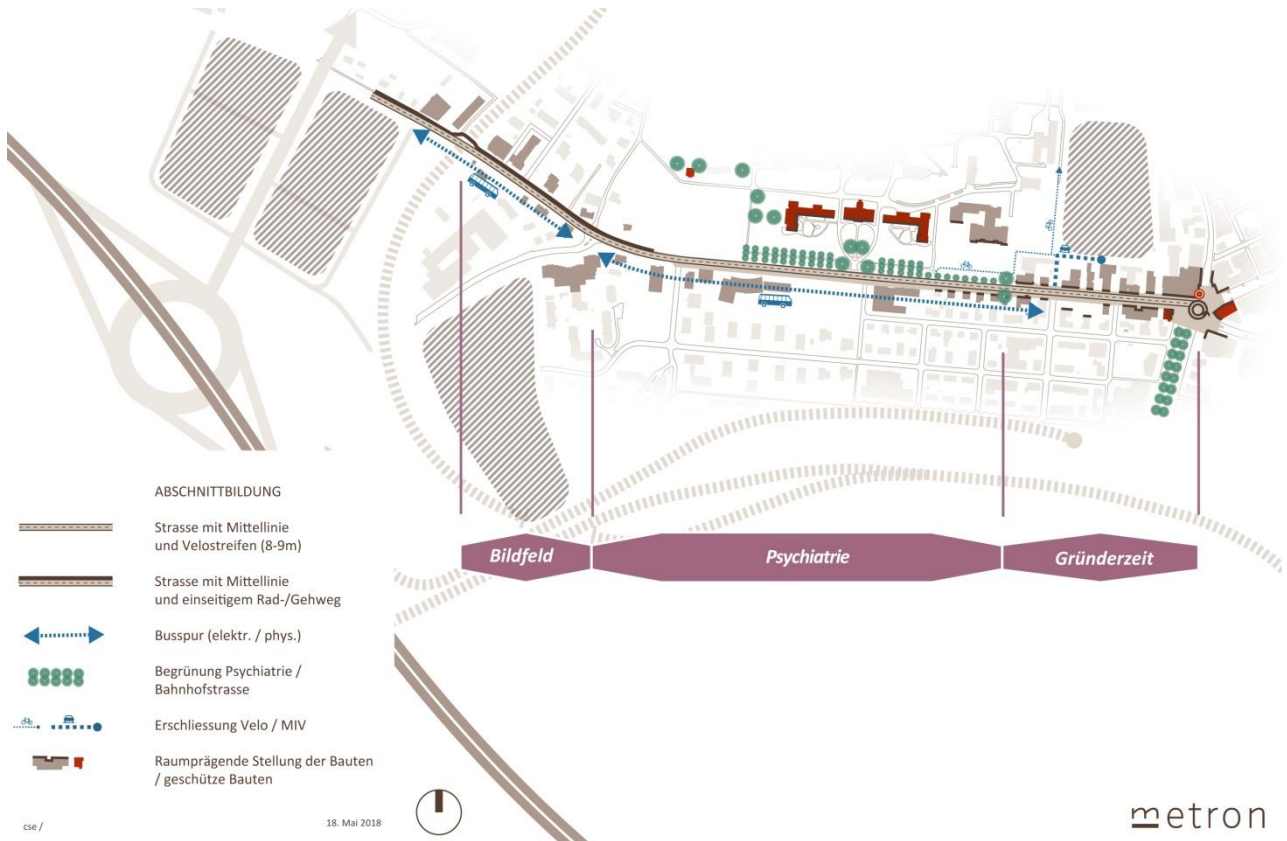 Bildfeld
Psychiatrie
Gründerzeit
ABSCHNITTBILDUNG
Strasse mit Mittellinie
und Velostreifen (8-9m)
Strasse mit Mittellinie
und einseitigem Rad-/Gehweg
Busspur (elektr. / phys.)
Begrünung Psychiatrie /
Bahnhofstrasse
Erschliessung Velo / MIV
Raumprägende Stellung der Bauten
/ geschütze Bauten
cse /
18. Mai 2018
metron